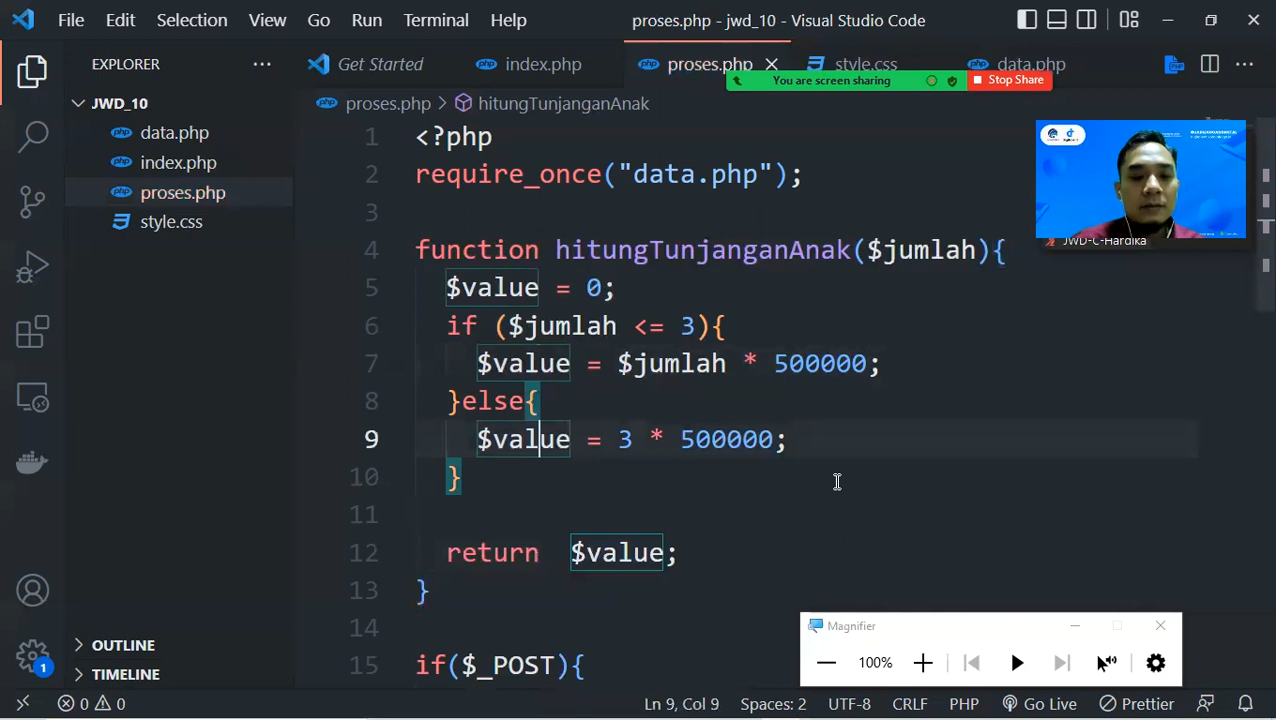 File Edit Selection View Go Run Terminal Help proses.php - jwd_10 - Visual Studio Code
EXPLORER
Get Started index.php proses.php style.css data.php
You are screen sharing Stop Share
JWD_10
data.php
index.php
proses.php
style.css
proses.php > hitungTunjanganAnak
JWD-C-Hardika
1 <?php
2 require_once("data.php");
3
4 function hitungTunjanganAnak($jumlah){
5 $value = 0;
6 if ($jumlah <= 3){
7 $value = $jumlah * 500000;
8 }else{
9 $value = 3 * 500000;
10 }
11
12 return $value;
13 }
14
15 if($_POST){
Magnifier
100%
OUTLINE
TIMELINE
1
0 0 Ln 9, Col 9 Spaces: 2 UTF-8 CRLF PHP Go Live Prettier